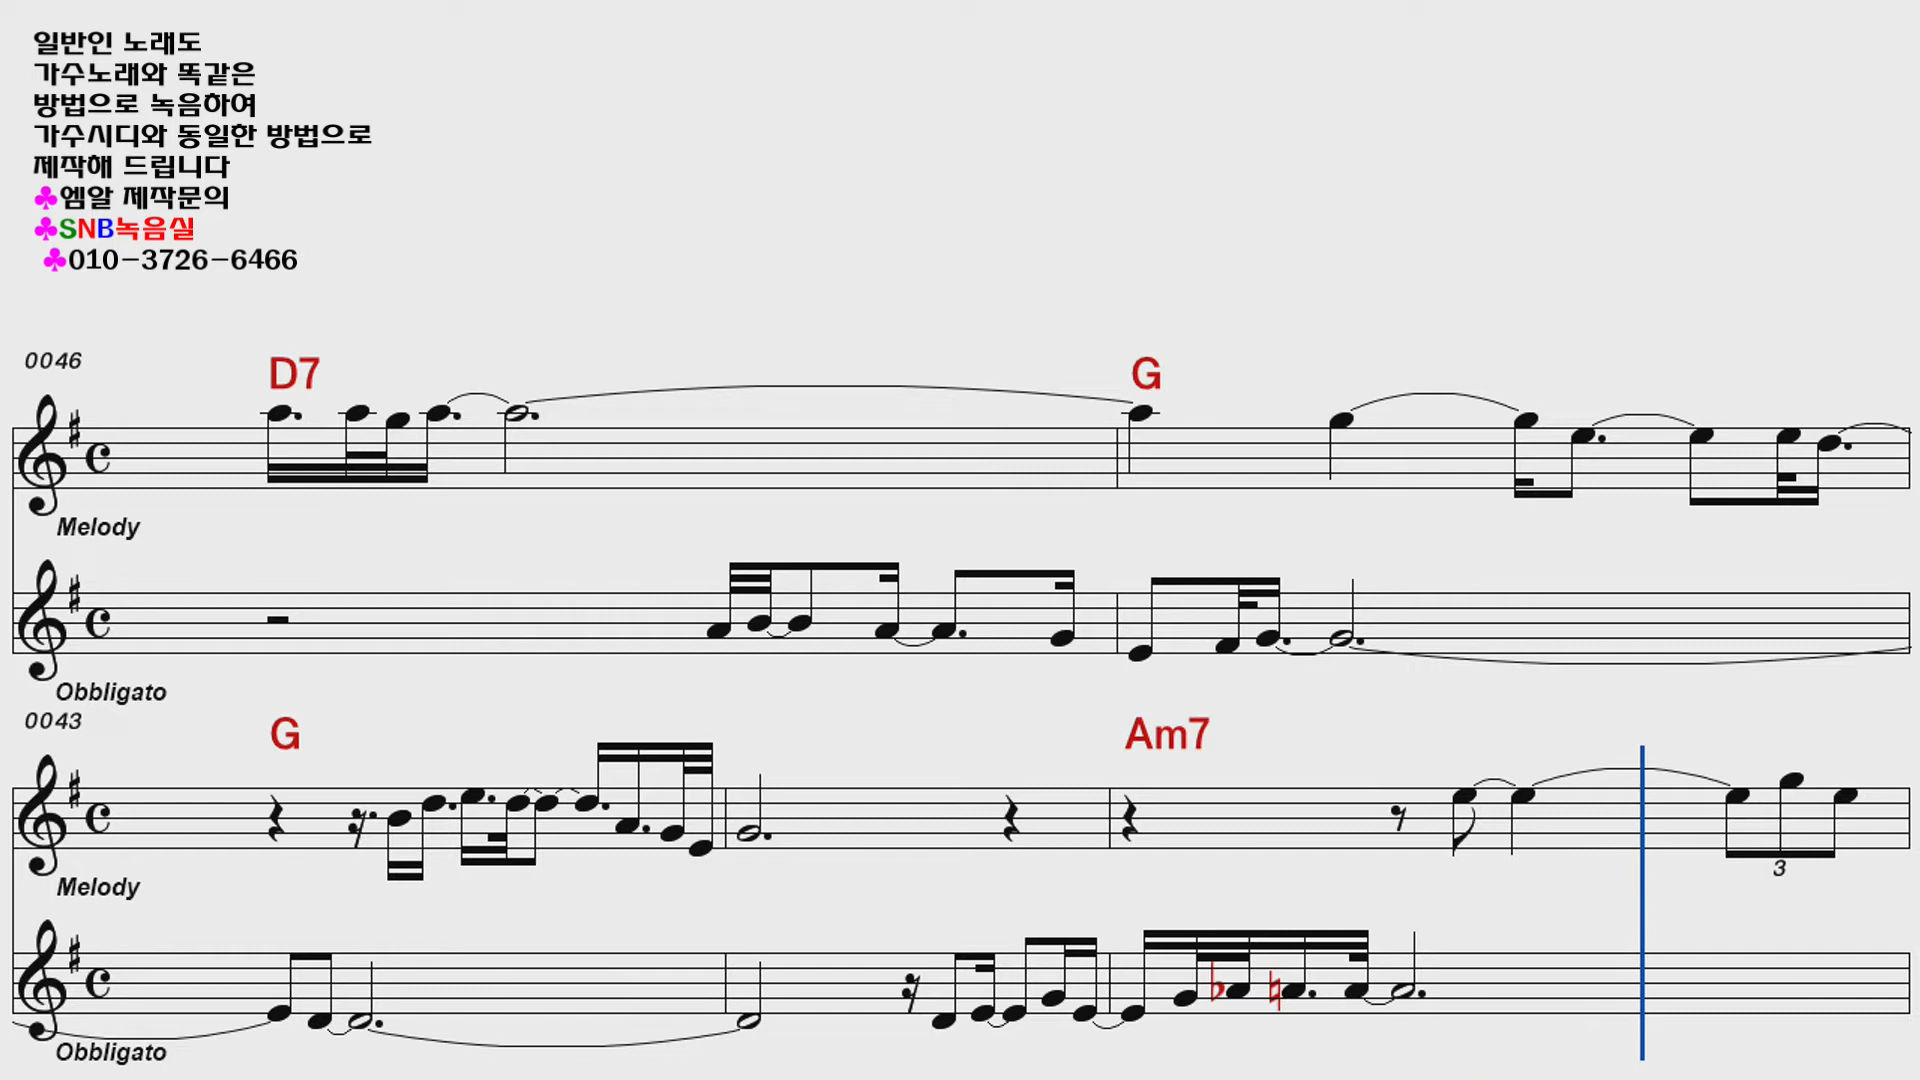 일반인 노래도
가수노래와 똑같은
방법으로 녹음하여
가수시디와 동일한 방법으로
제작해 드립니다
♣엠알 제작문의
♣SNB녹음실
♣010-3726-6466
0046
D7 G
Melody
Obbligato
0043
G Am7
3
Melody
Obbligato